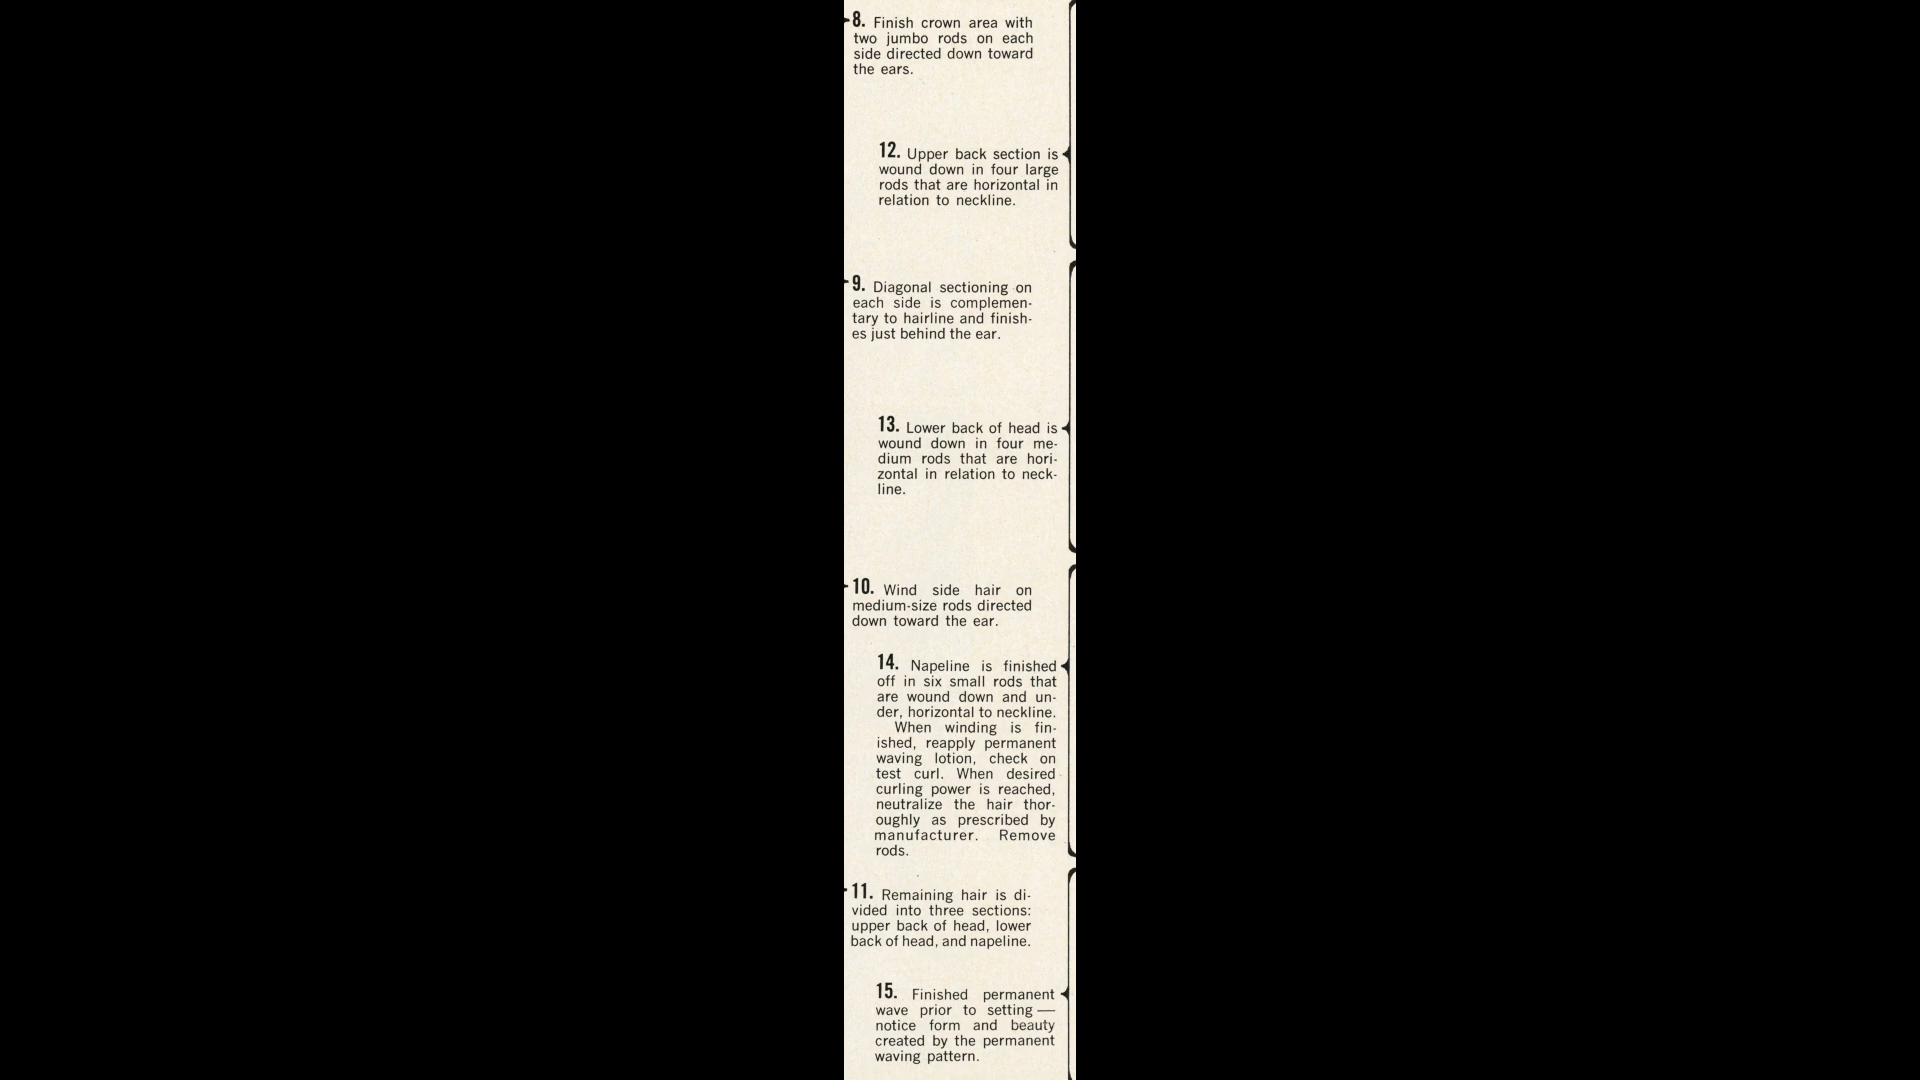 8. Finish crown area with
two jumbo rods on each
side directed down toward
the ears.
12. Upper back section is
wound down in four large
rods that are horizontal in
relation to neckline.
9. Diagonal sectioning on
each side is complemen-
tary to hairline and finish-
es just behind the ear.
13. Lower back of head is
wound down in four me-
dium rods that are hori-
zontal in relation to neck-
line.
10. Wind side hair on
medium-size rods directed
down toward the ear.
14. Napeline is finished
off in six small rods that
are wound down and un-
der, horizontal to neckline.
When winding is fin-
ished, reapply permanent
waving lotion, check on
test curl. When desired
curling power is reached,
neutralize the hair thor-
oughly as prescribed by
manufacturer. Remove
rods.
11. Remaining hair is di-
vided into three sections:
upper back of head, lower
back of head, and napeline.
15. Finished permanent
wave prior to setting —
notice form and beauty
created by the permanent
waving pattern.